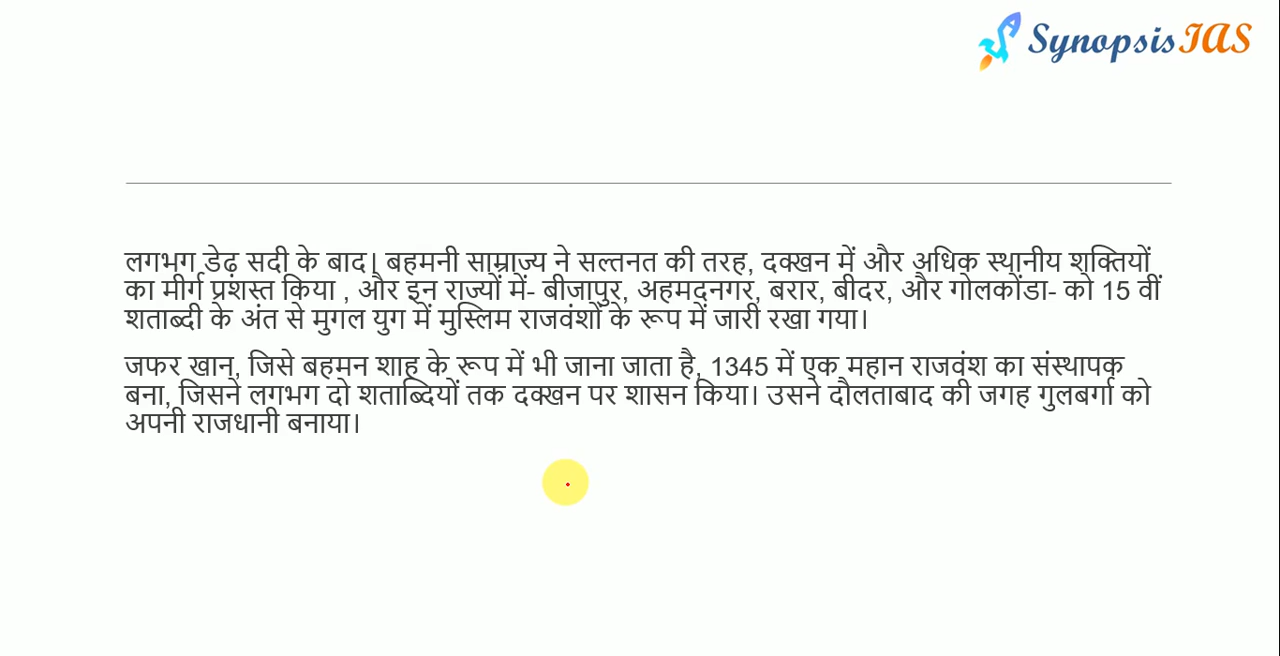 SynopsisIAS
लगभग डेढ़ सदी के बाद। बहमनी साम्राज्य ने सल्तनत की तरह, दक्खन में और अधिक स्थानीय शक्तियों
का मीर्ग प्रशस्त किया , और इन राज्यों में- बीजापुर, अहमदनगर, बरार, बीदर, और गोलकोंडा- को 15 वीं
शताब्दी के अंत से मुगल युग में मुस्लिम राजवंशों के रूप में जारी रखा गया।
जफर खान, जिसे बहमन शाह के रूप में भी जाना जाता है, 1345 में एक महान राजवंश का संस्थापक
बना, जिसने लगभग दो शताब्दियों तक दक्खन पर शासन किया। उसने दौलताबाद की जगह गुलबर्गा को
अपनी राजधानी बनाया।